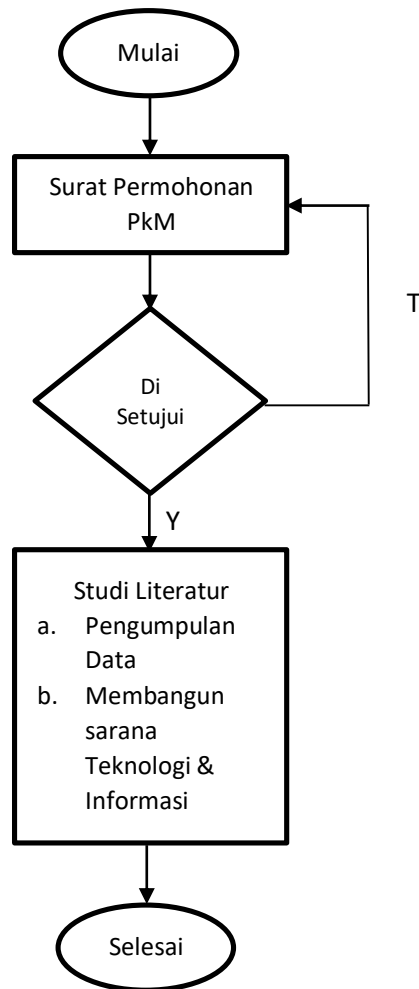 Mulai
Surat Permohonan
PkM
T
Di
Setujui
Y
Studi Literatur
a. Pengumpulan
Data
b. Membangun
sarana
Teknologi &
Informasi
Selesai